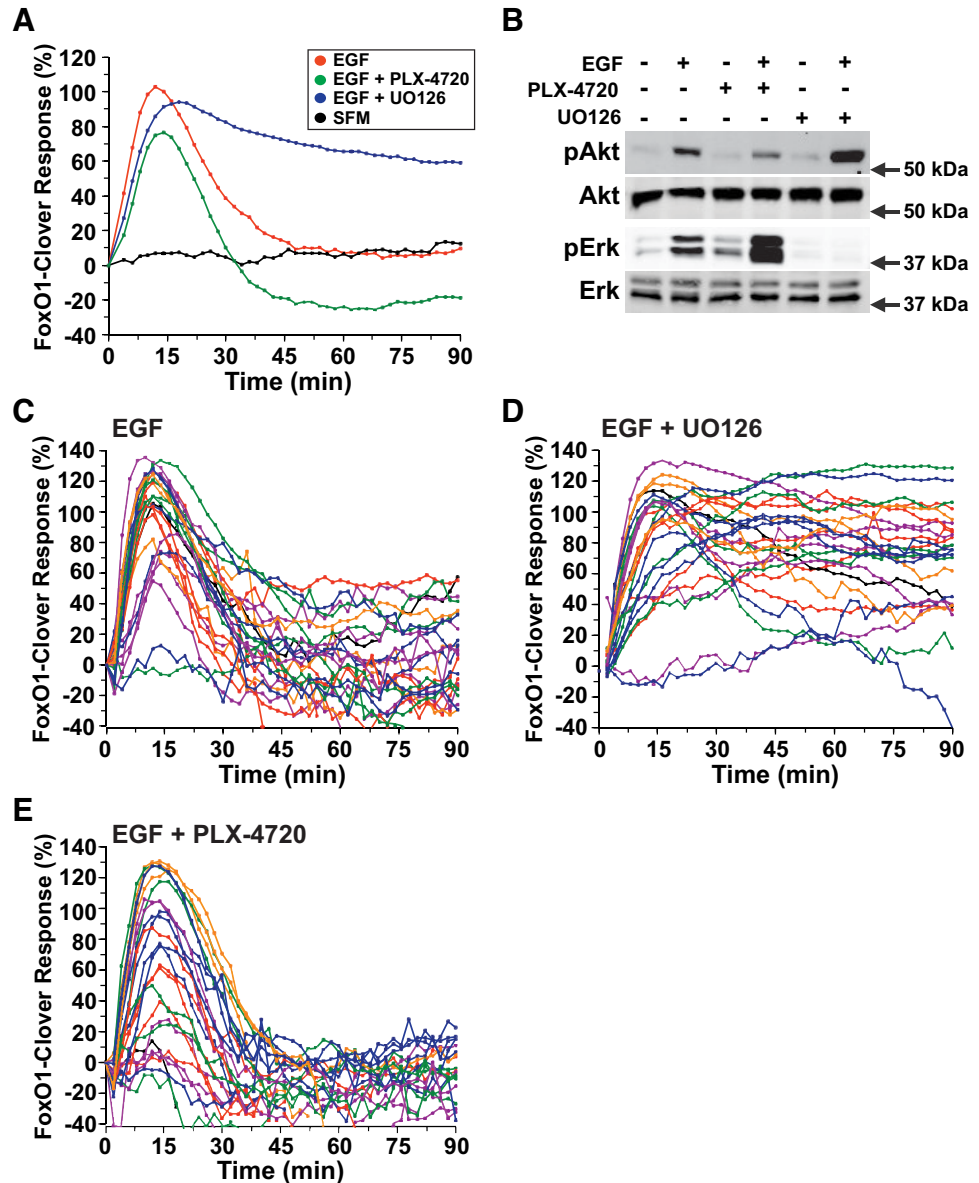 A
FoxO1-Clover Response (%)
120
100
80
60
40
20
0
-20
-40
EGF
EGF + PLX-4720
EGF + UO126
SFM
0 15 30 45 60 75 90
Time (min)
B
EGF - + - + - +
PLX-4720 - - + + - -
UO126 - - - - + +
pAkt
50 kDa
Akt
50 kDa
pErk
37 kDa
Erk
37 kDa
C
EGF
FoxO1-Clover Response (%)
140
120
100
80
60
40
20
0
-20
-40
0 15 30 45 60 75 90
Time (min)
D
EGF + UO126
FoxO1-Clover Response (%)
140
120
100
80
60
40
20
0
-20
-40
0 15 30 45 60 75 90
Time (min)
E
EGF + PLX-4720
FoxO1-Clover Response (%)
140
120
100
80
60
40
20
0
-20
-40
0 15 30 45 60 75 90
Time (min)